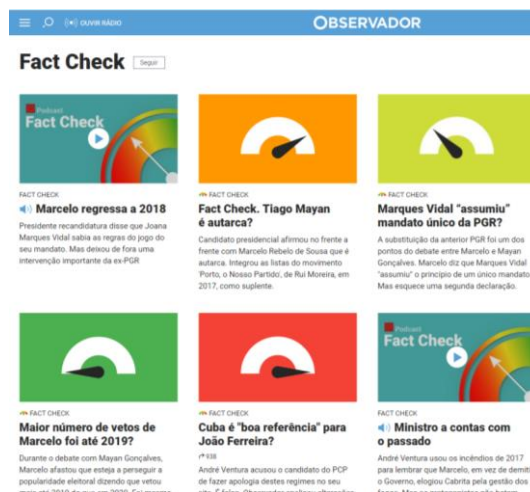 OUVIR RÁDIO
OBSERVADOR
Fact Check
Seguir
Podcast
Fact Check
FACT CHECK
Marcelo regressa a 2018
Presidente recandidatura disse que Joana
Marques Vidal sabia as regras do jogo do
seu mandato. Mas deixou de fora uma
intervenção importante da ex-PGR
FACT CHECK
Fact Check. Tiago Mayan
é autarca?
Candidato presidencial afirmou no frente a
frente com Marcelo Rebelo de Sousa que é
autarca. Integrou as listas do movimento
'Porto, o Nosso Partido', de Rui Moreira, em
2017, como suplente.
FACT CHECK
Marques Vidal "assumiu"
mandato único da PGR?
A substituição da anterior PGR foi um dos
pontos do debate entre Marcelo e Mayan
Gonçalves. Marcelo diz que Marques Vidal
"assumiu" o princípio de um único mandato
Mas esquece uma segunda declaração.
FACT CHECK
Maior número de vetos de
Marcelo foi até 2019?
Durante o debate com Mayan Gonçalves,
Marcelo afastou que esteja a perseguir a
popularidade eleitoral dizendo que vetou
FACT CHECK
Cuba é "boa referência" para
João Ferreira?
938
André Ventura acusou o candidato do PCP
de fazer apologia destes regimes no seu
Podcast
Fact Check
FACT CHECK
Ministro a contas com
o passado
André Ventura usou os incêndios de 2017
para lembrar que Marcelo, em vez de demiti
o Governo, elogiou Cabrita pela gestão dos